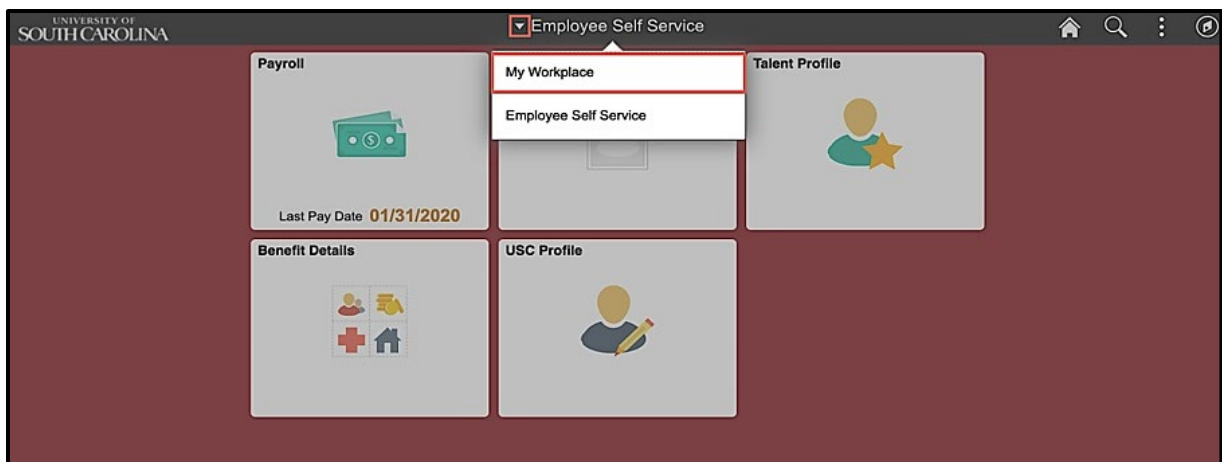 UNIVERSITY OF
SOUTH CAROLINA
Employee Self Service
My Workplace
Employee Self Service
Payroll
Last Pay Date 01/31/2020
Talent Profile
Benefit Details
USC Profile